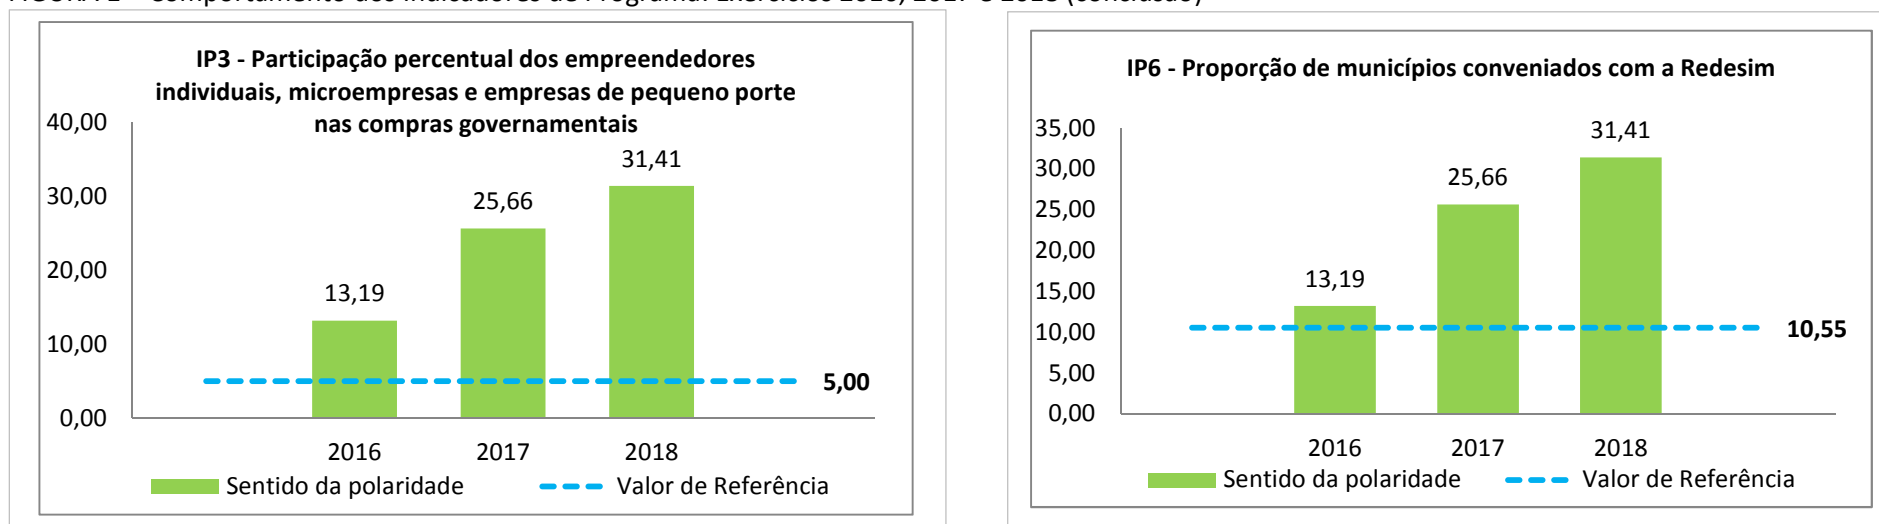 IP3 - Participação percentual dos empreendedores
individuais, microempresas e empresas de pequeno porte
nas compras governamentais
40,00
30,00
20,00
10,00
0,00
13,19
25,66
31,41
5,00
2016 2017 2018
Sentido da polaridade Valor de Referência
IP6 - Proporção de municípios conveniados com a Redesim
35,00
30,00
25,00
20,00
15,00
10,00
5,00
0,00
13,19
25,66
31,41
10,55
2016 2017 2018
Sentido da polaridade Valor de Referência